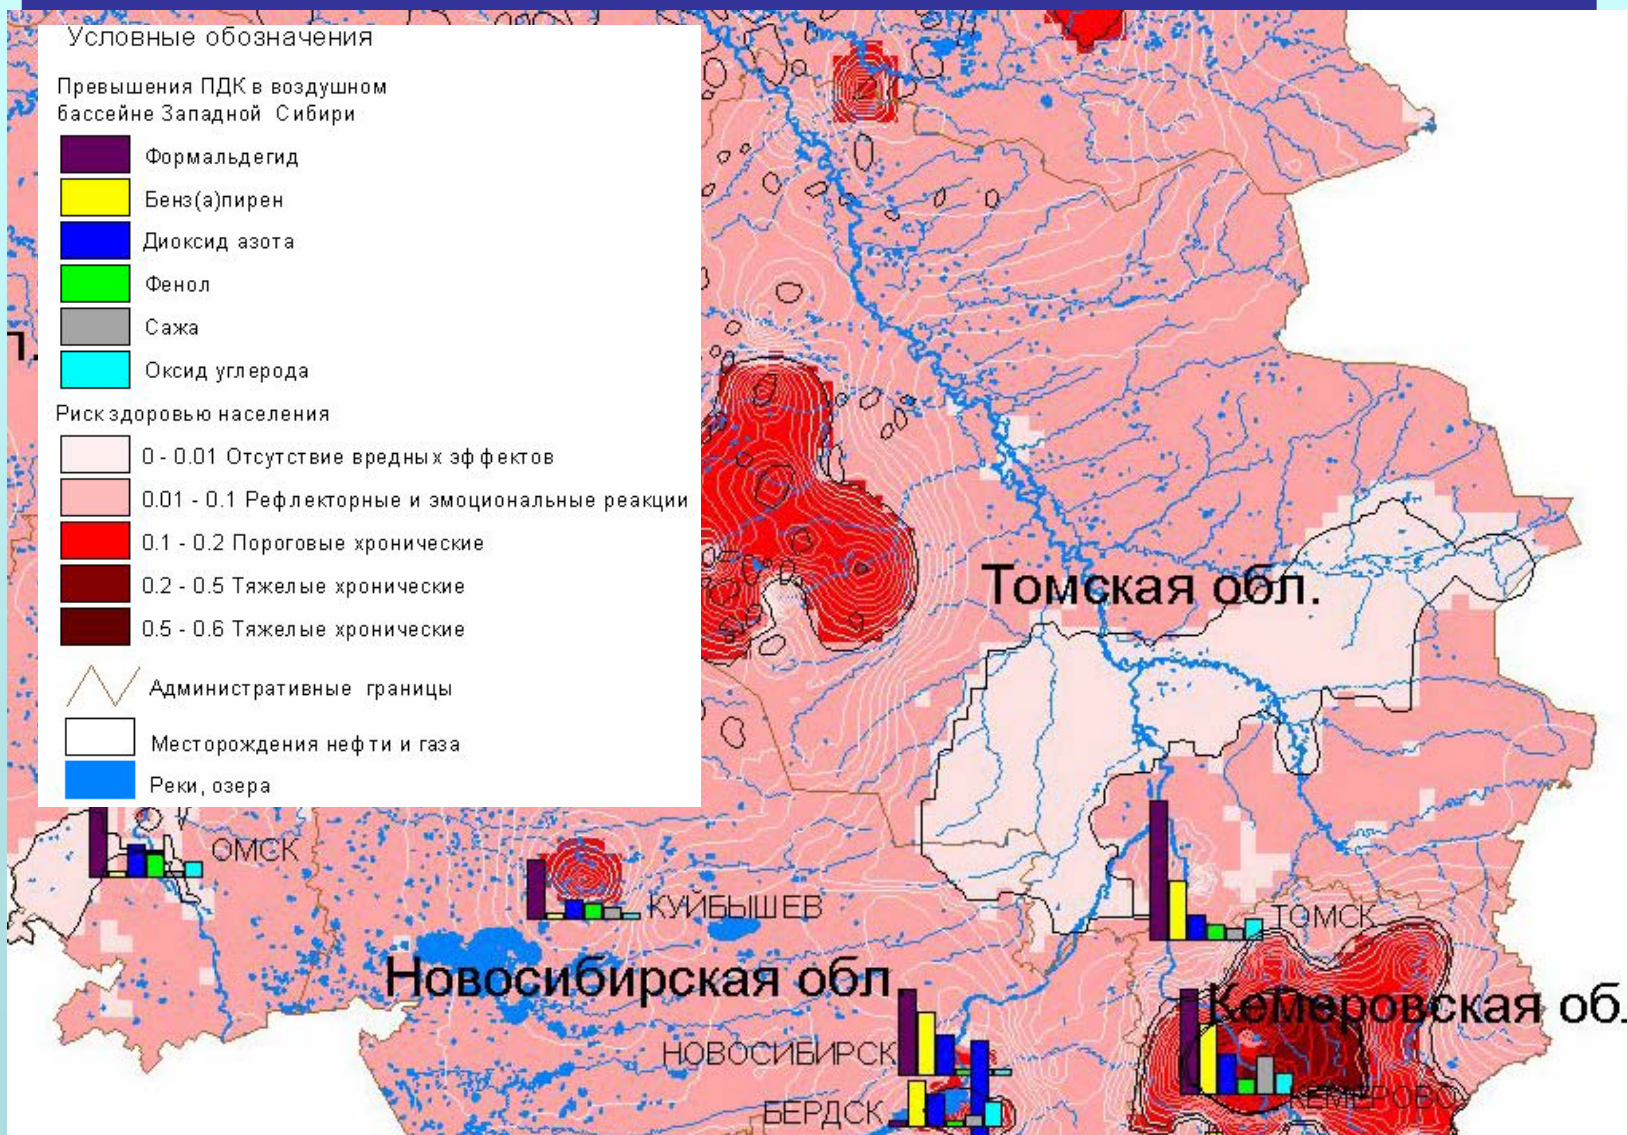 Условные обозначения
Превышения ПДК в воздушном
бассейне Западной Сибири
Формальдегид
Бенз(а)пирен
Диоксид азота
Фенол
Сажа
Оксид углерода
Риск здоровью населения
0 - 0.01 Отсутствие вредных эффектов
0.01 - 0.1 Рефлекторные и эмоциональные реакции
0.1 - 0.2 Пороговые хронические
0.2 - 0.5 Тяжелые хронические
0.5 - 0.6 Тяжелые хронические
Административные границы
Месторождения нефти и газа
Реки, озера
Томская обл.
ОМСК
КУЙБЫШЕВ
ТОМСК
Новосибирская обл
Кемеровская об.
НОВОСИБИРСК
КЕМЕРОВО
БЕРДСК